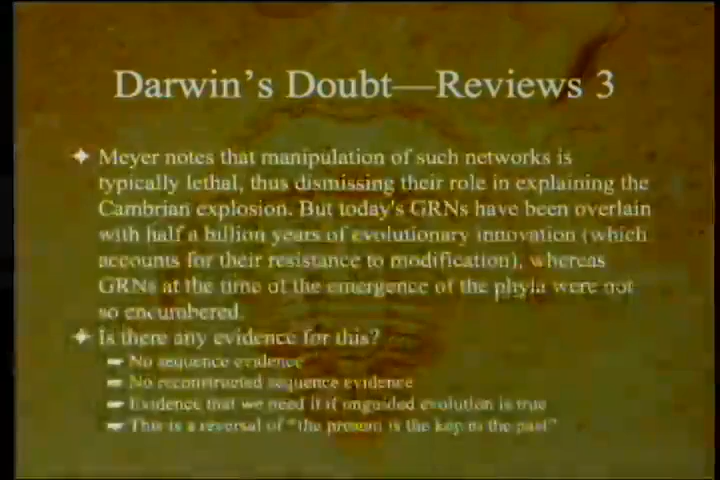 Darwin's Doubt—Reviews 3
Meyer notes that manipulation of such networks is
typically lethal, thus dismissing their role in explaining the
Cambrian explosion. But today's GRNs have been overlain
with half a billion years of evolutionary innovation (which
accounts for their resistance to modification), whereas
GRNs at the time of the emergence of the phyla were not
so encumbered.
Is there any evidence for this?
No sequence evidence
No reconstructed sequence evidence
Evidence that we need it if unguided evolution is true
This is a reversal of "the present is the key to the past"